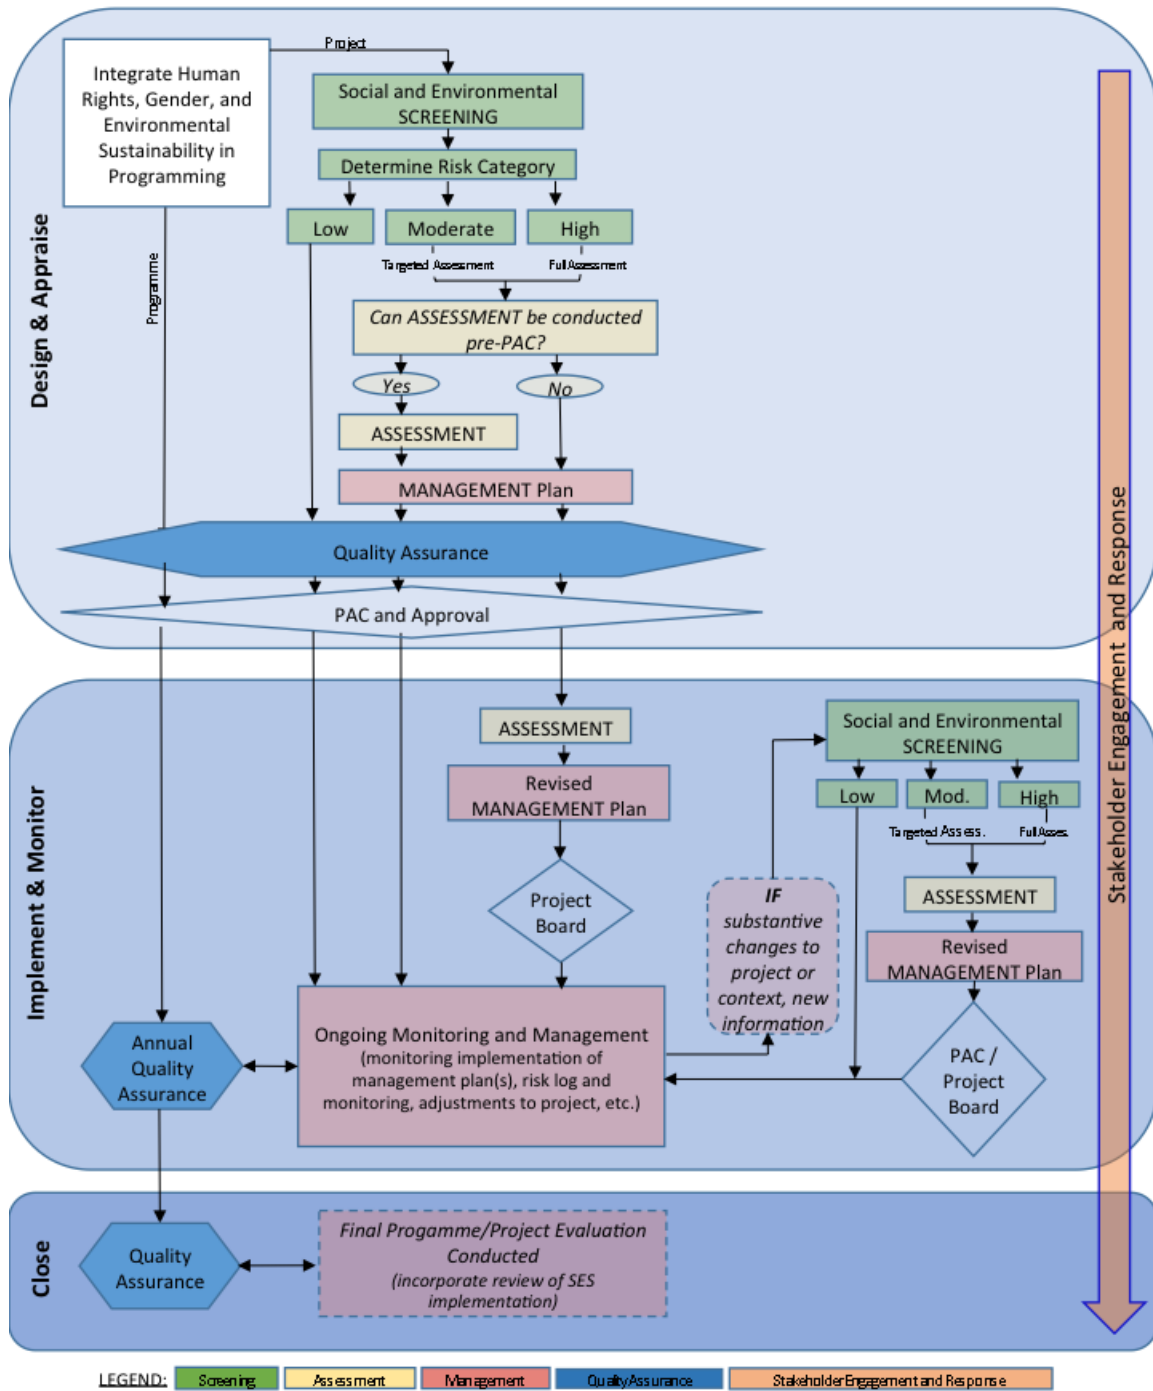 Project
Integrate Human
Rights, Gender, and
Environmental
Sustainability in
Programming
Social and Environmental
SCREENING
Determine Risk Category
Low
Moderate
High
Targeted Assessment
Full Assessment
Programme
Design & Appraise
Can ASSESSMENT be conducted
pre-PAC?
Yes
No
ASSESSMENT
MANAGEMENT Plan
Quality Assurance
PAC and Approval
Stakeholder Engagement and Response
Implement & Monitor
ASSESSMENT
Revised
MANAGEMENT Plan
Project
Board
Social and Environmental
SCREENING
Low
Mod.
High
Targeted Assess.
Full Asses.
ASSESSMENT
Revised
MANAGEMENT Plan
IF
substantive
changes to
project or
context, new
information
PAC /
Project
Board
Annual
Quality
Assurance
Ongoing Monitoring and Management
(monitoring implementation of
management plan(s), risk log and
monitoring, adjustments to project, etc.)
Close
Quality
Assurance
Final Progamme/Project Evaluation
Conducted
(incorporate review of SES
implementation)
LEGEND:
Screening
Assessment
Management
Quality Assurance
Stakeholder Engagement and Response